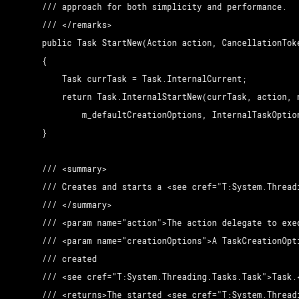 /// approach for both simplicity and performance.
/// </remarks>
public Task StartNew(Action action, CancellationToke
{
Task currTask = Task.InternalCurrent;
return Task.InternalStartNew(currTask, action,
m_defaultCreationOptions, InternalTaskOption
}
/// <summary>
/// Creates and starts a <see cref="T:System.Threadi
/// </summary>
/// <param name="action">The action delegate to exec
/// <param name="creationOptions">A TaskCreationOpti
/// created
/// <see cref="T:System.Threading.Tasks.Task">Task.<
/// <returns>The started <see cref="T:System.Threadi